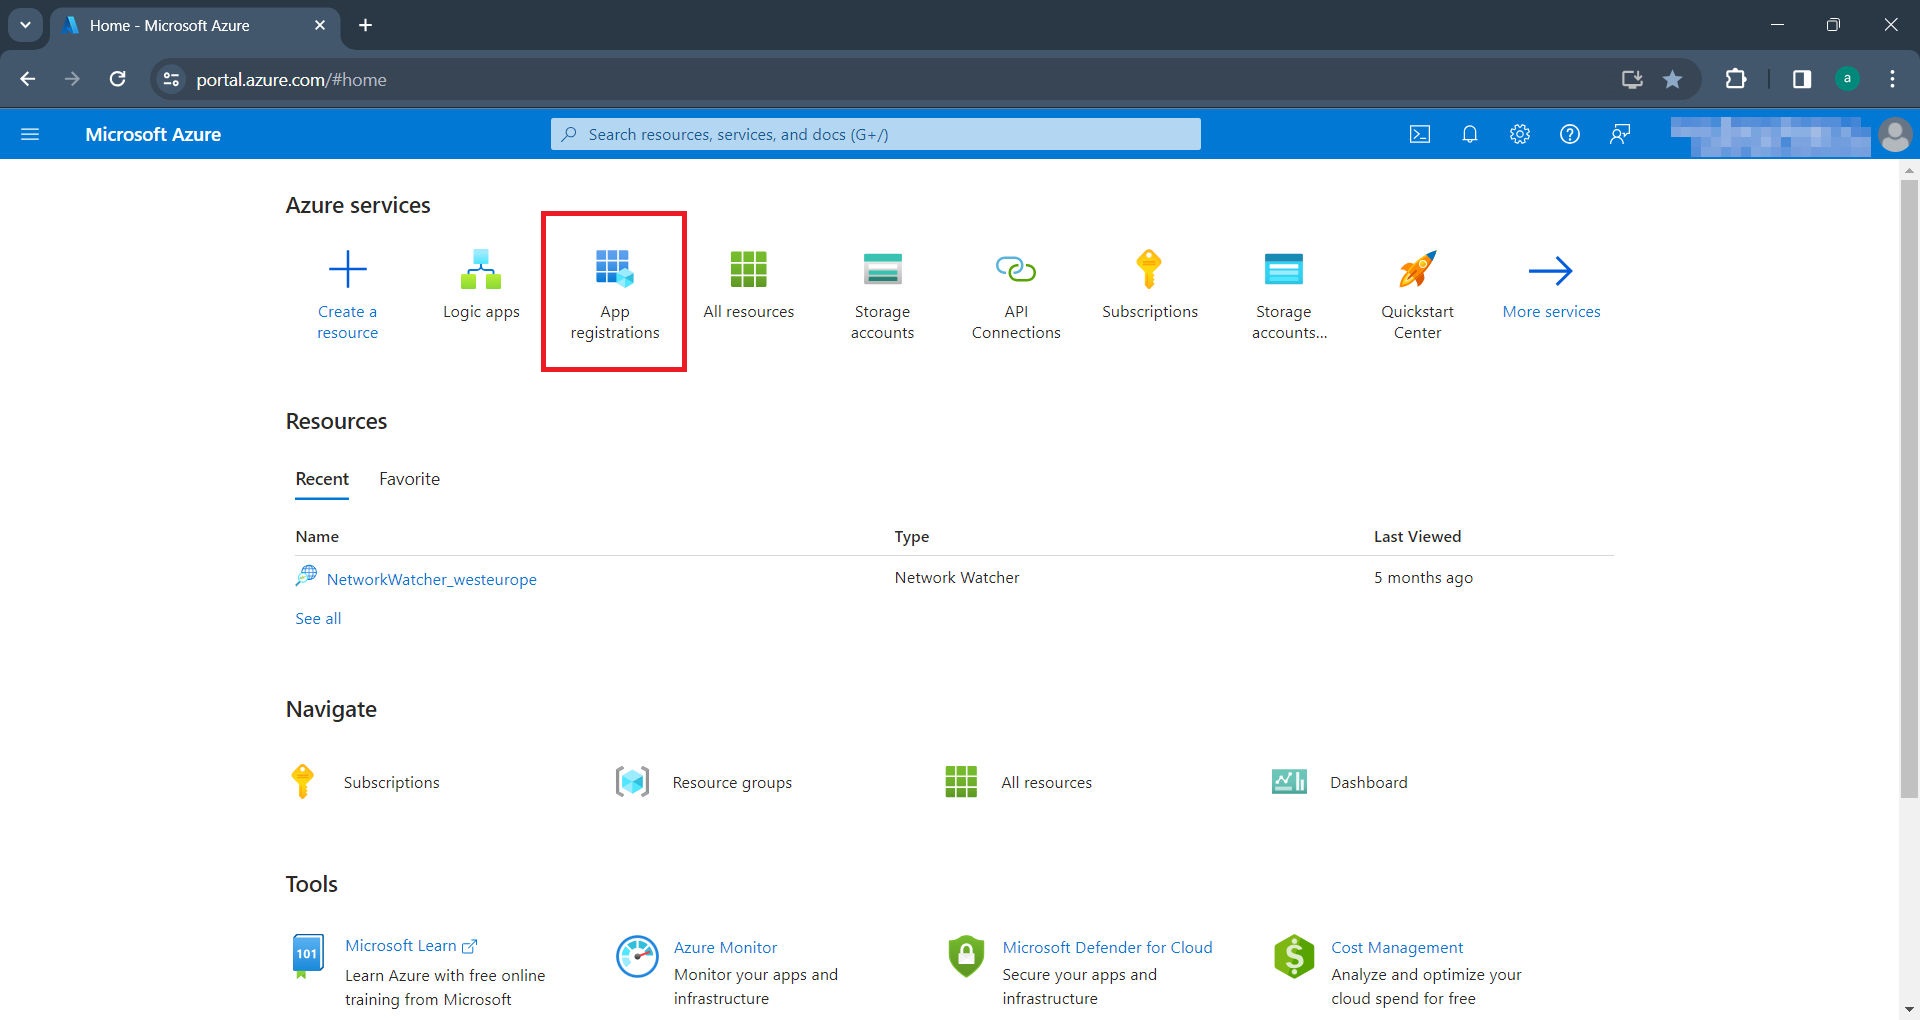 Home - Microsoft Azure
portal.azure.com/#home
a
Microsoft Azure
Search resources, services, and docs (G+/)
Azure services
Create a
resource
Logic apps
App
registrations
All resources
Storage
accounts
API
Connections
Subscriptions
Storage
accounts...
Quickstart
Center
More services
Resources
Recent
Favorite
Name
Type
Last Viewed
NetworkWatcher_westeurope
Network Watcher
5 months ago
See all
Navigate
Subscriptions
Resource groups
All resources
Dashboard
Tools
101
Microsoft Learn
Learn Azure with free online
training from Microsoft
Azure Monitor
Monitor your apps and
infrastructure
Microsoft Defender for Cloud
Secure your apps and
infrastructure
$
Cost Management
Analyze and optimize your
cloud spend for free